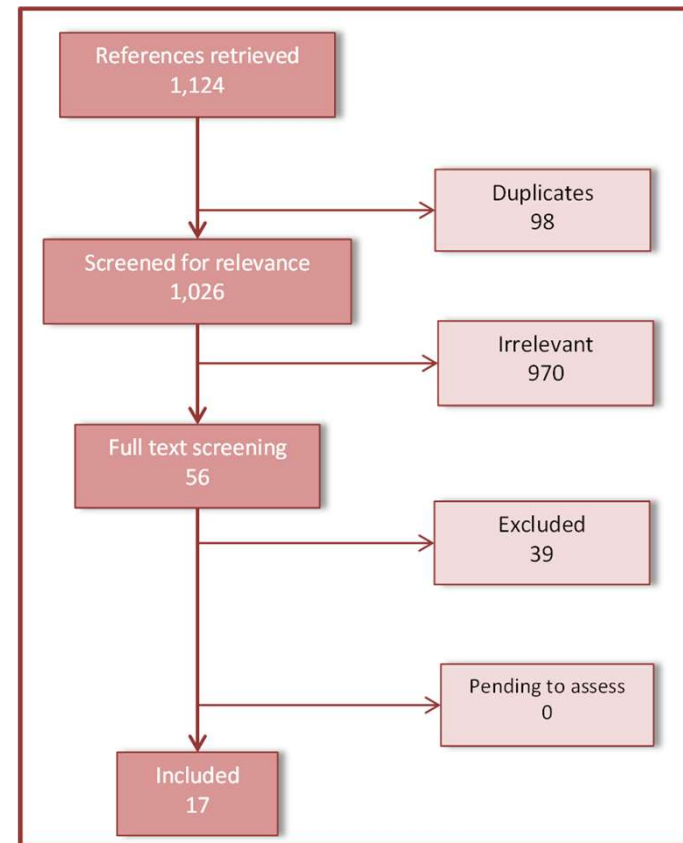 References retrieved
1,124
Duplicates
98
Screened for relevance
1,026
Irrelevant
970
Full text screening
56
Excluded
39
Pending to assess
0
Included
17